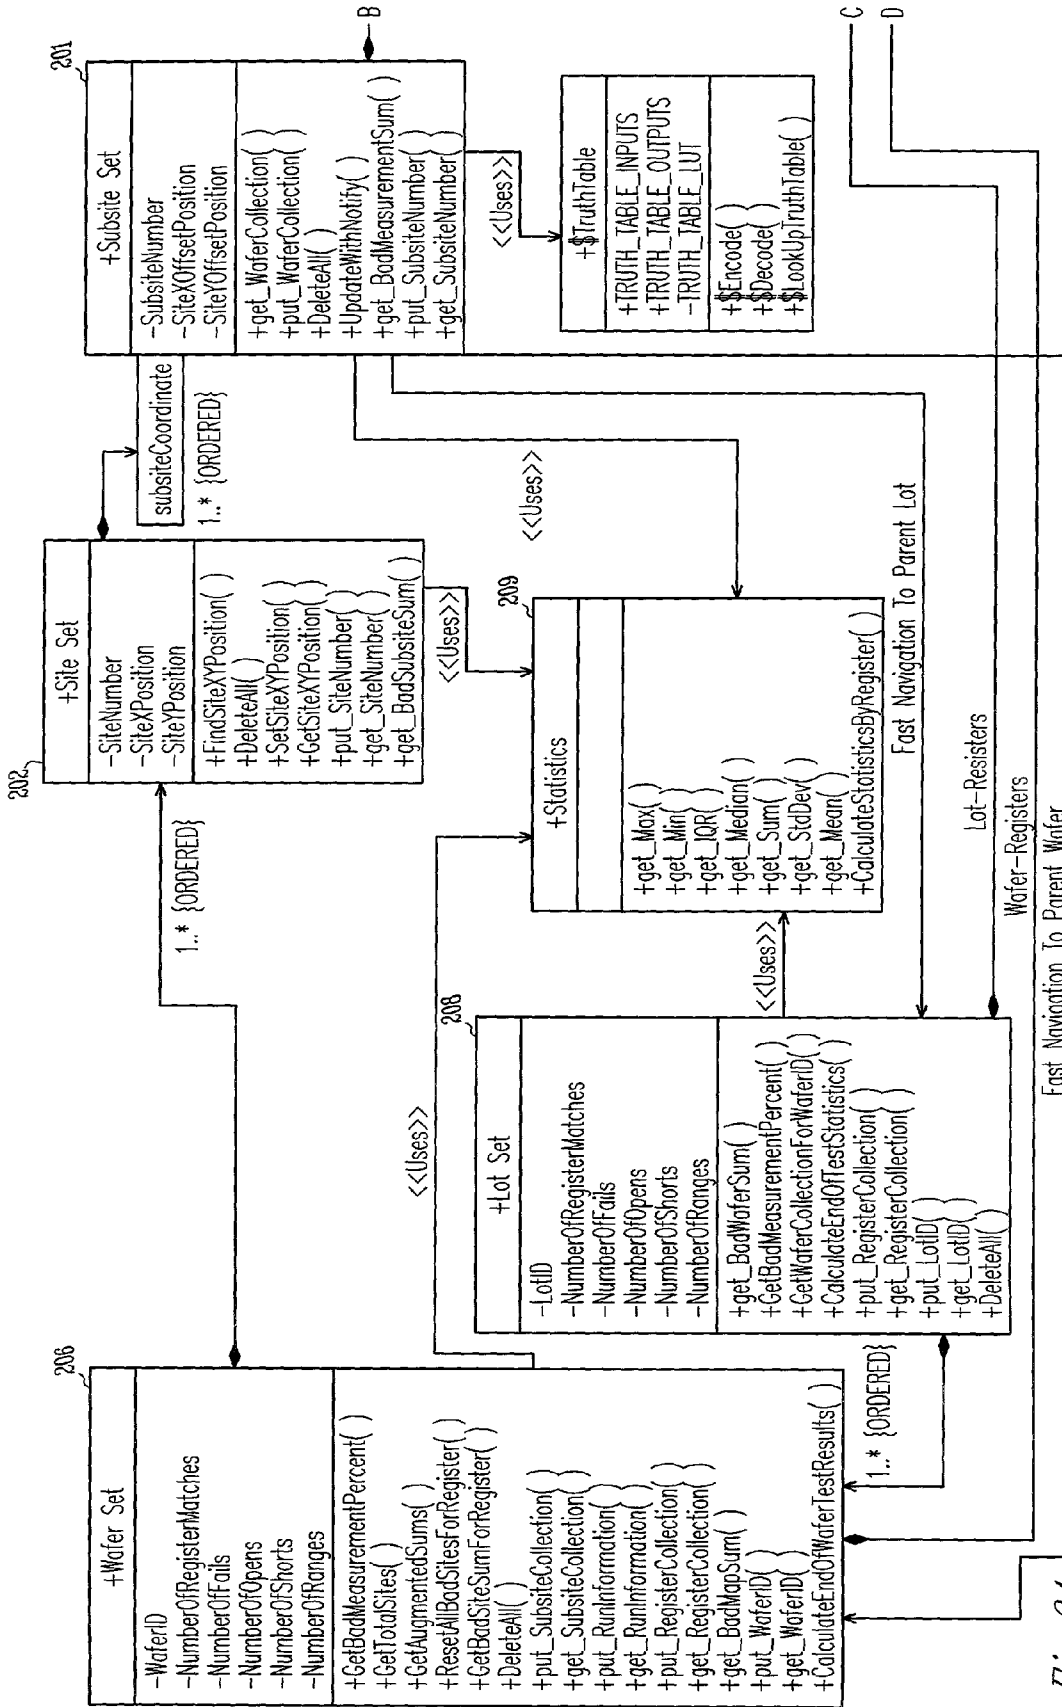 206
+Wafer Set
-WaferID
-NumberOfRegisterMatches
-NumberOfFails
-NumberOfOpens
-NumberOfShorts
-NumberOfRanges
+GetBadMeasurementPercent( )
+GetTotalSites( )
+GetAugmentedSums( )
+ResetAllBadSitesForRegister( )
+GetBadSiteSumForRegister( )
+DeleteAll( )
+put_SubsiteCollection( )
+get_SubsiteCollection( )
+put_RunInformation( )
+get_RunInformation( )
+put_RegisterCollection( )
+get_RegisterCollection( )
+get_BadMapSum( )
+put_WaferID( )
+get_WaferID( )
+CalculateEndOfWaferTestResults( )
1..* {ORDERED}
202
+Site Set
-SiteNumber
-SiteXPosition
-SiteYPosition
+FindSiteXYPosition( )
+DeleteAll( )
+SetSiteXYPosition( )
+GetSiteXYPosition( )
+put_SiteNumber( )
+get_SiteNumber( )
+get_BadSubsiteSum( )
subsiteCoordinate
1..* {ORDERED}
201
+Subsite Set
-SubsiteNumber
-SiteXOffsetPosition
-SiteYOffsetPosition
+get_WaferCollection( )
+put_WaferCollection( )
+DeleteAll( )
+UpdateWithNotify( )
+get_BadMeasurementSum( )
+put_SubsiteNumber( )
+get_SubsiteNumber( )
B
<<Uses>>
<<Uses>>
<<Uses>>
<<Uses>>
208
+Lot Set
-LotID
-NumberOfRegisterMatches
-NumberOfFails
-NumberOfOpens
-NumberOfShorts
-NumberOfRanges
+get_BadWaferSum( )
+GetBadMeasurementPercent( )
+GetWaferCollectionForWaferID( )
+CalculateEndOfTestStatistics( )
+put_RegisterCollection( )
+get_RegisterCollection( )
+put_LotID( )
+get_LotID( )
+DeleteAll( )
1..* {ORDERED}
<<Uses>>
209
+Statistics
+get_Max( )
+get_Min( )
+get_IQR( )
+get_Median( )
+get_Sum( )
+get_StdDev( )
+get_Mean( )
+CalculateStatisticsByRegister( )
+$TruthTable
+TRUTH_TABLE_INPUTS
+TRUTH_TABLE_OUTPUTS
-TRUTH_TABLE_LUT
+$Encode( )
+$Decode( )
+$LookUpTruthTable( )
Fast Navigation To Parent Lot
C
Lot-Resisters
D
Wafer-Registers
Fast Navigation To Parent Wafer